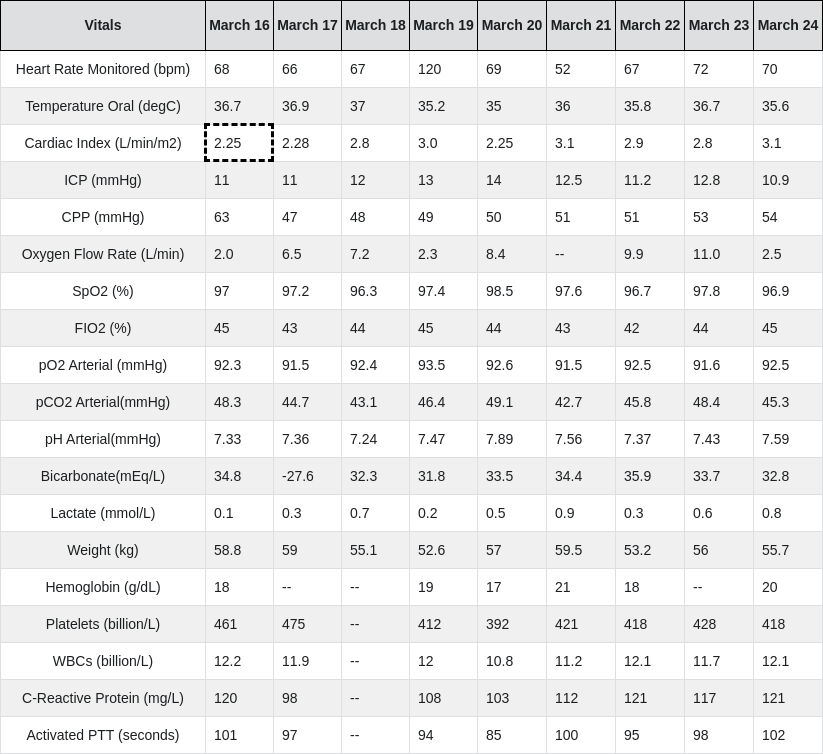 Vitals March 16 March 17 March 18 March 19 March 20 March 21 March 22 March 23 March 24
Heart Rate Monitored (bpm) 68 66 67 120 69 52 67 72 70
Temperature Oral (degC) 36.7 36.9 37 35.2 35 36 35.8 36.7 35.6
Cardiac Index (L/min/m2) 2.25 2.28 2.8 3.0 2.25 3.1 2.9 2.8 3.1
ICP (mmHg) 11 11 12 13 14 12.5 11.2 12.8 10.9
CPP (mmHg) 63 47 48 49 50 51 51 53 54
Oxygen Flow Rate (L/min) 2.0 6.5 7.2 2.3 8.4 -- 9.9 11.0 2.5
SpO2 (%) 97 97.2 96.3 97.4 98.5 97.6 96.7 97.8 96.9
FIO2 (%) 45 43 44 45 44 43 42 44 45
pO2 Arterial (mmHg) 92.3 91.5 92.4 93.5 92.6 91.5 92.5 91.6 92.5
pCO2 Arterial(mmHg) 48.3 44.7 43.1 46.4 49.1 42.7 45.8 48.4 45.3
pH Arterial(mmHg) 7.33 7.36 7.24 7.47 7.89 7.56 7.37 7.43 7.59
Bicarbonate(mEq/L) 34.8 -27.6 32.3 31.8 33.5 34.4 35.9 33.7 32.8
Lactate (mmol/L) 0.1 0.3 0.7 0.2 0.5 0.9 0.3 0.6 0.8
Weight (kg) 58.8 59 55.1 52.6 57 59.5 53.2 56 55.7
Hemoglobin (g/dL) 18 -- -- 19 17 21 18 -- 20
Platelets (billion/L) 461 475 -- 412 392 421 418 428 418
WBCs (billion/L) 12.2 11.9 -- 12 10.8 11.2 12.1 11.7 12.1
C-Reactive Protein (mg/L) 120 98 -- 108 103 112 121 117 121
Activated PTT (seconds) 101 97 -- 94 85 100 95 98 102